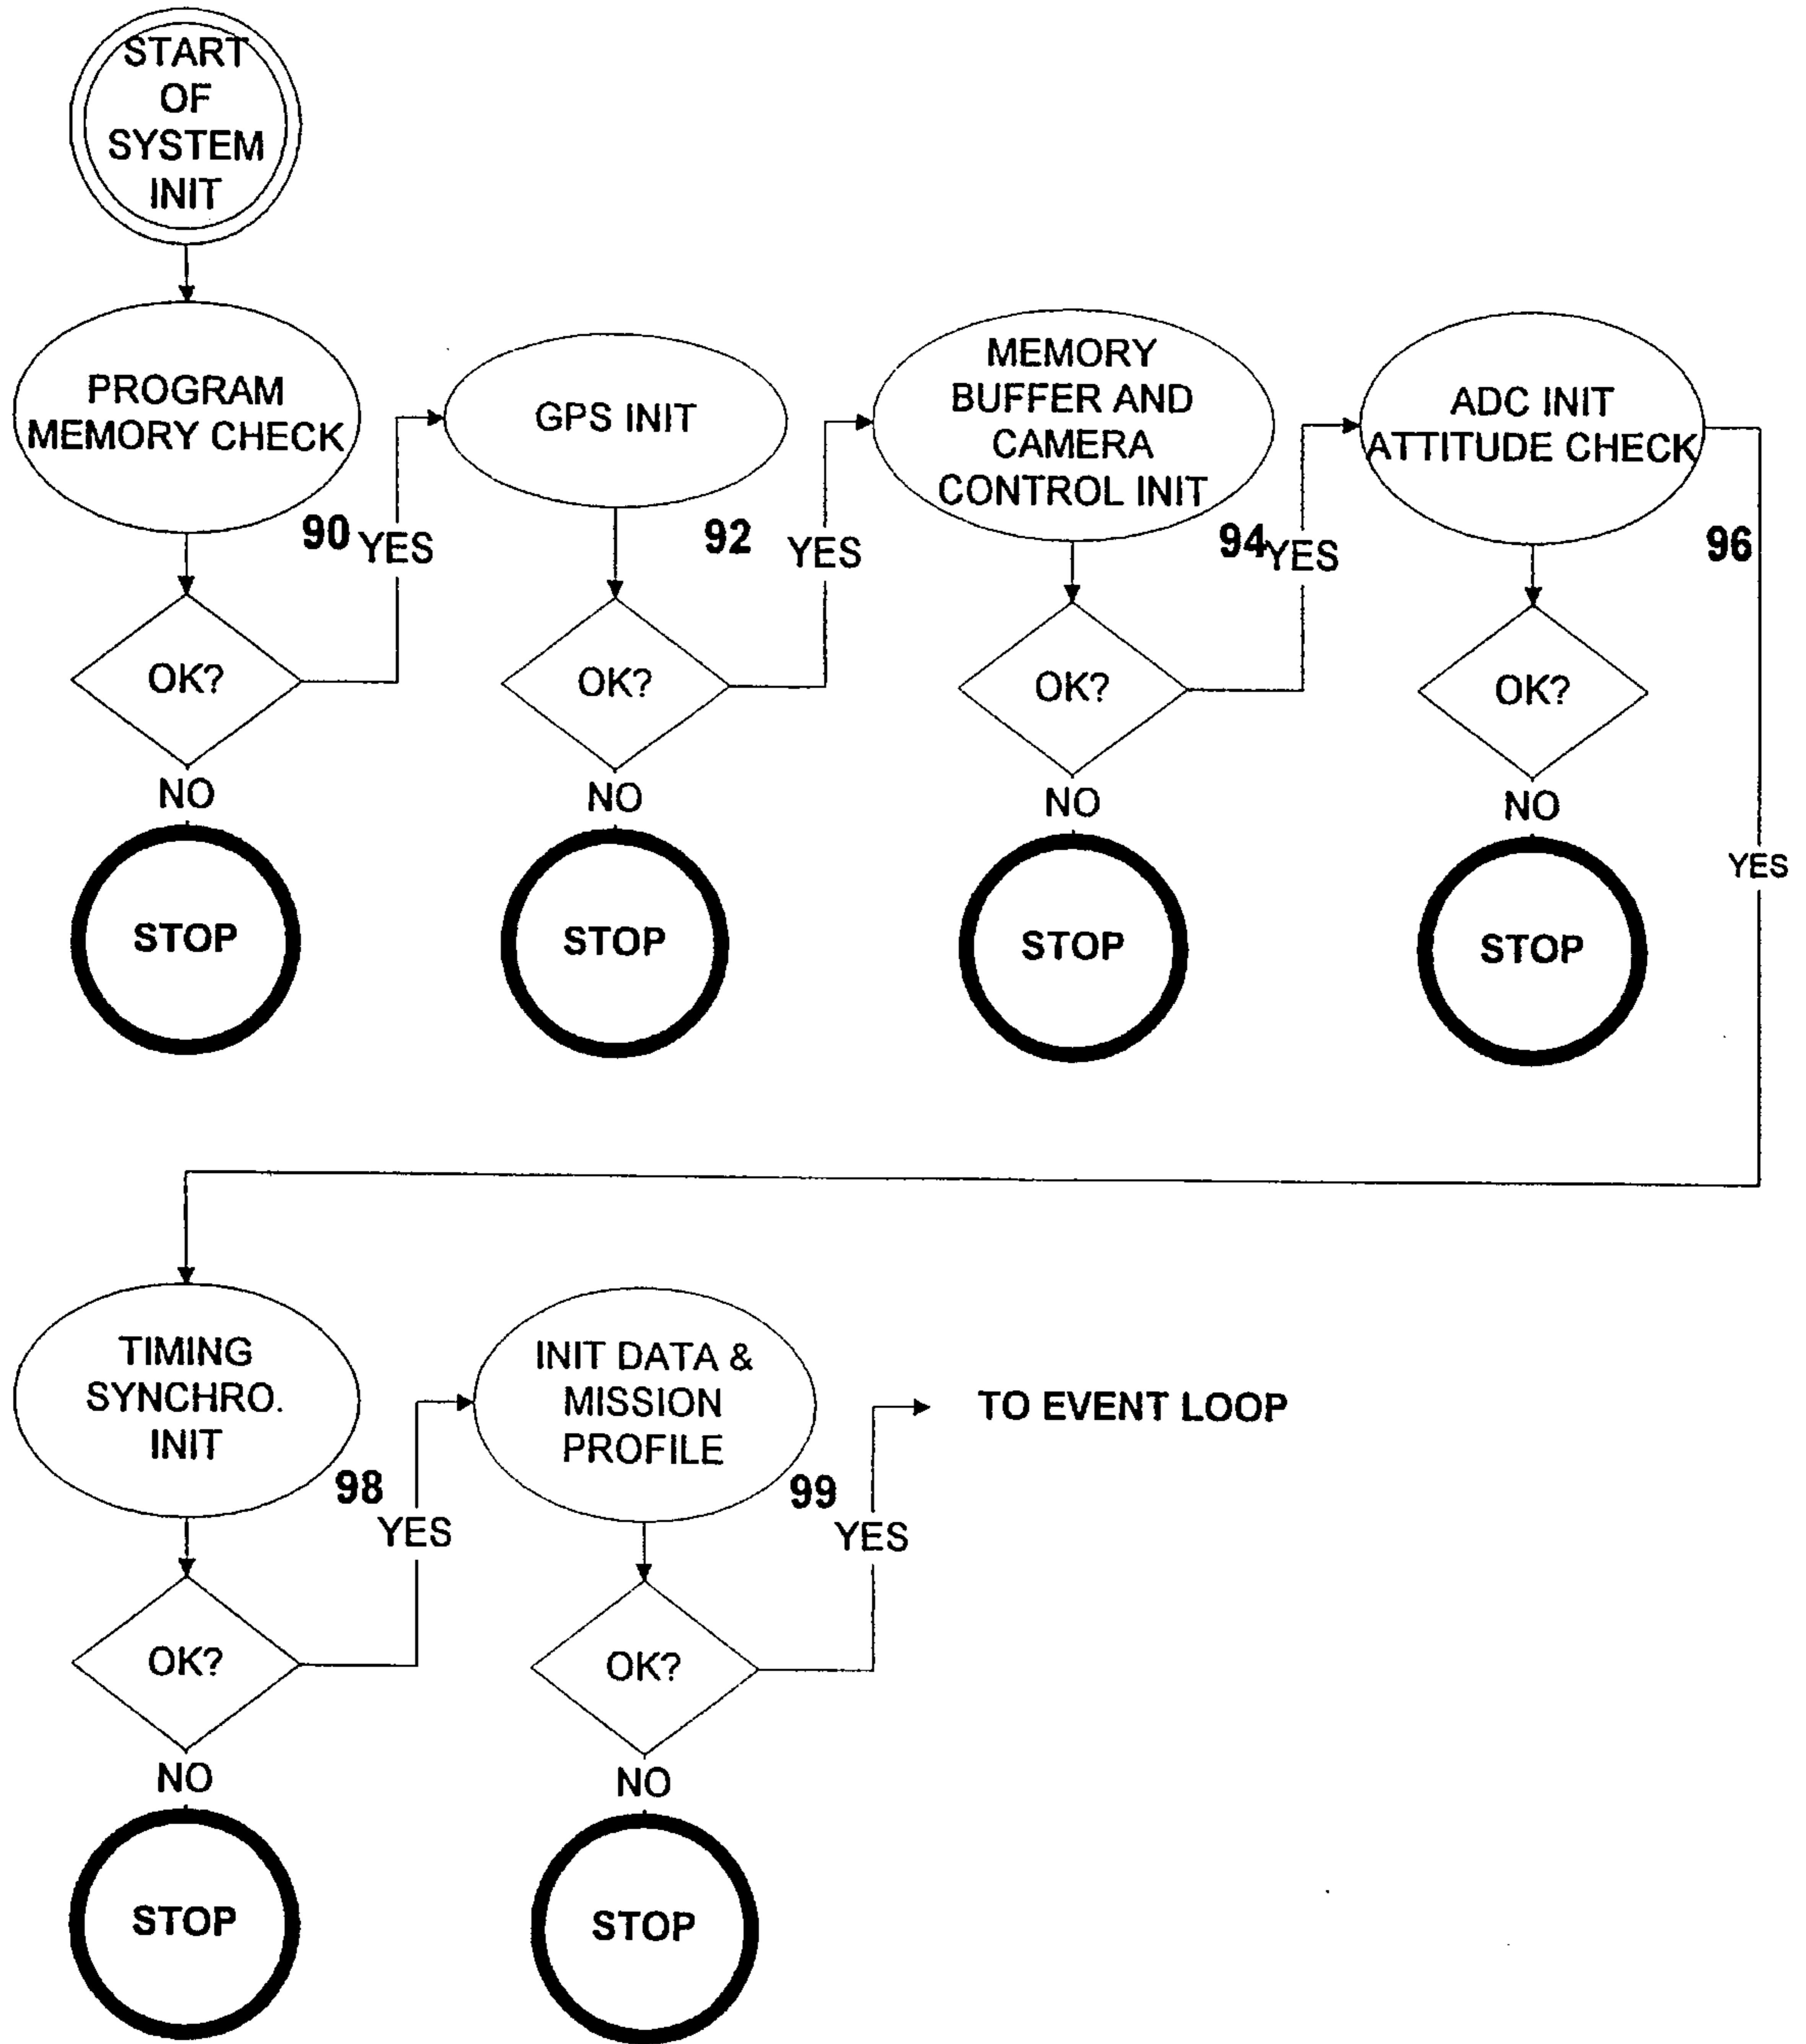 START
OF
SYSTEM
INIT
PROGRAM
MEMORY CHECK
90
YES
OK?
NO
STOP
GPS INIT
92
YES
OK?
NO
STOP
MEMORY
BUFFER AND
CAMERA
CONTROL INIT
94
YES
OK?
NO
STOP
ADC INIT
ATTITUDE CHECK
96
YES
OK?
NO
STOP
TIMING
SYNCHRO.
INIT
98
YES
OK?
NO
STOP
INIT DATA &
MISSION
PROFILE
99
YES
OK?
NO
STOP
TO EVENT LOOP